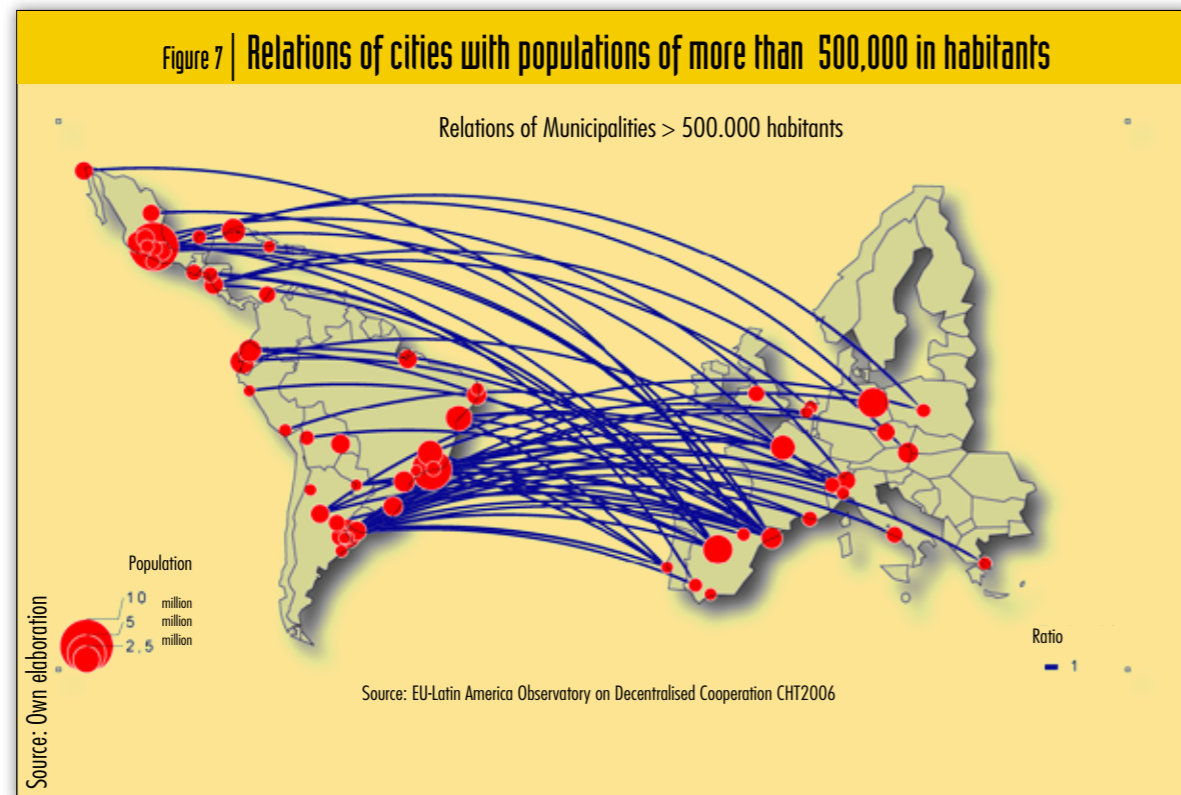 Figure 7 | Relations of cities with populations of more than 500,000 in habitants
Relations of Municipalities > 500.000 habitants
Population
10 million
5 million
2.5 million
Ratio
1
Source: EU-Latin America Observatory on Decentralised Cooperation CHT2006
Source: Own elaboration